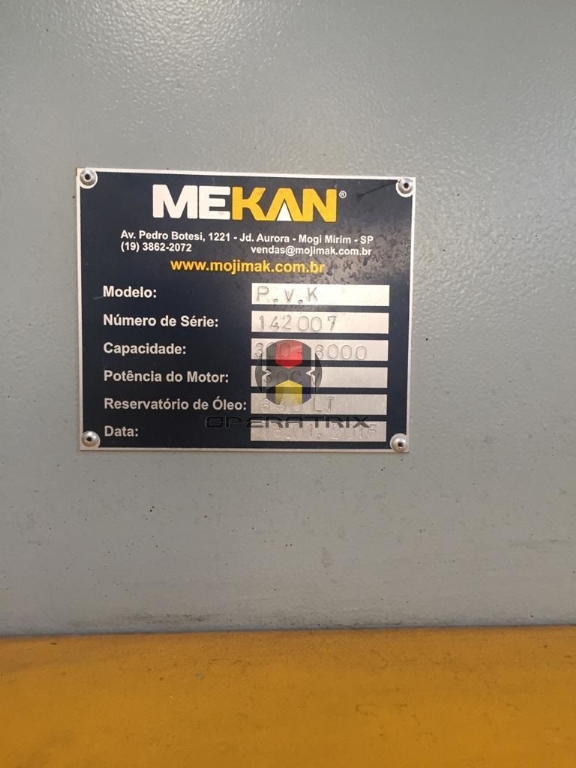 MEKAN®
Av. Pedro Botesi, 1221 - Jd. Aurora - Mogi Mirim - SP
(19) 3862-2072 vendas@mojimak.com.br
www.mojimak.com.br
Modelo: P.V.K
Número de Série: 142007
Capacidade:
Potência do Motor:
Reservatório de Óleo: LT
Data:
OPERATRIX